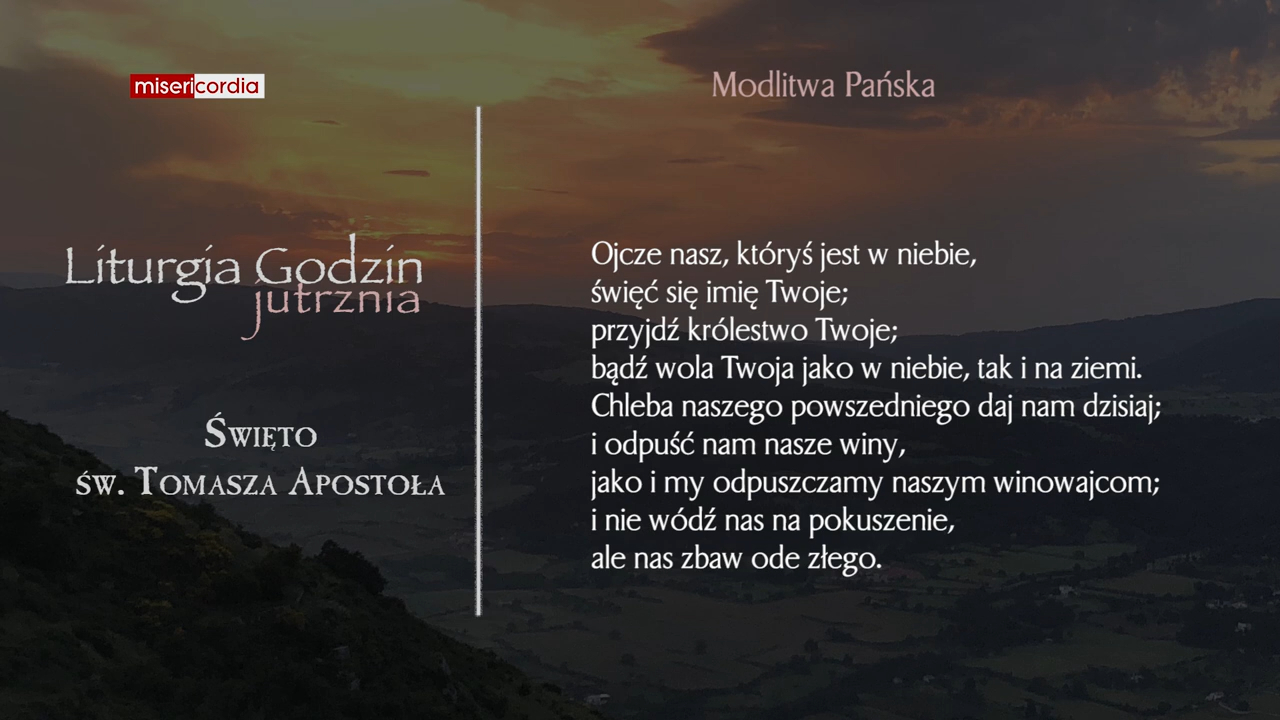 misericordia
Liturgia Godzin
jutrznia
Święto
św. Tomasza Apostoła
Modlitwa Pańska
Ojcze nasz, któryś jest w niebie,
święć się imię Twoje;
przyjdź królestwo Twoje;
bądź wola Twoja jako w niebie, tak i na ziemi.
Chleba naszego powszedniego daj nam dzisiaj;
i odpuść nam nasze winy,
jako i my odpuszczamy naszym winowajcom;
i nie wódź nas na pokuszenie,
ale nas zbaw ode złego.